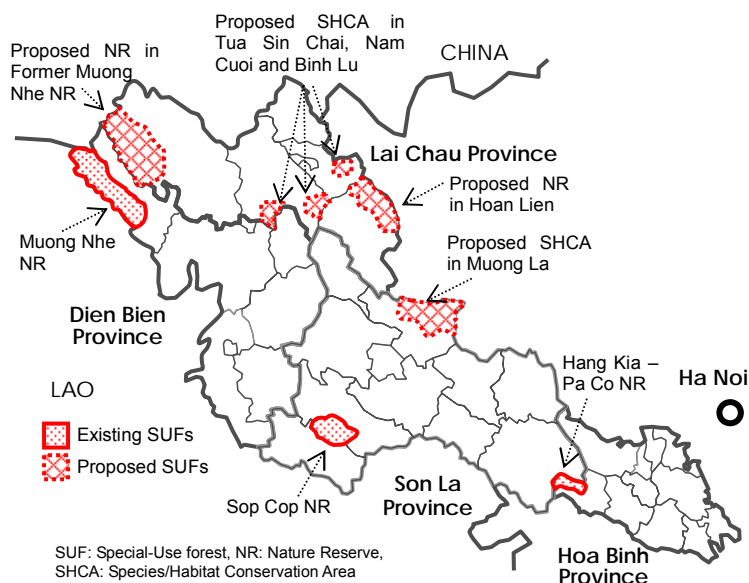 Proposed SHCA in
Tua Sin Chai, Nam
Cuoi and Binh Lu
Proposed NR in
Former Muong
Nhe NR
CHINA
Lai Chau Province
Proposed NR
in Hoan Lien
Muong Nhe
NR
Proposed SHCA
in Muong La
Dien Bien
Province
Hang Kia –
Pa Co NR
Ha Noi
LAO
Existing SUFs
Proposed SUFs
Sop Cop NR
Son La
Province
Hoa Binh
Province
SUF: Special-Use forest, NR: Nature Reserve,
SHCA: Species/Habitat Conservation Area